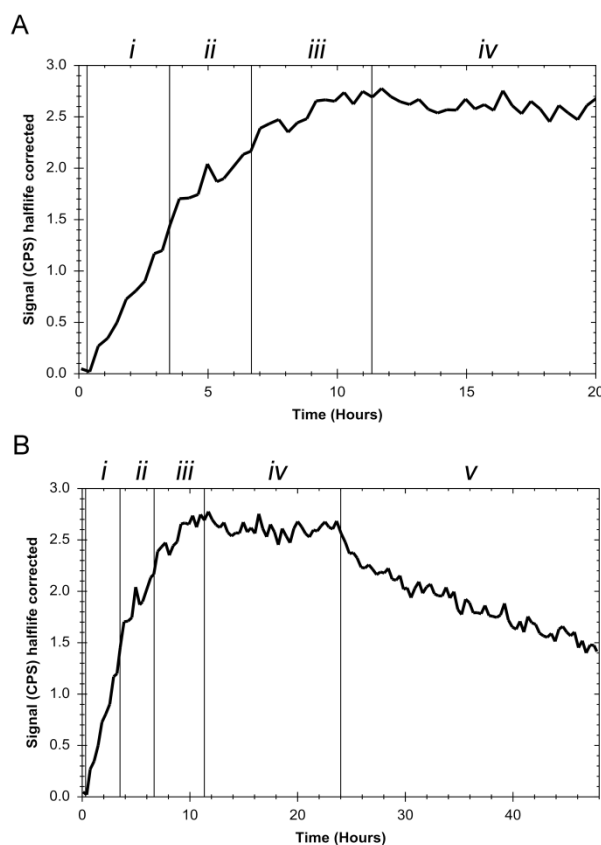 A
i ii iii iv
3.0
2.5
2.0
1.5
1.0
0.5
0.0
Signal (CPS) halflife corrected
0 5 10 15 20
Time (Hours)
B
i ii iii iv v
3.0
2.5
2.0
1.5
1.0
0.5
0.0
Signal (CPS) halflife corrected
0 10 20 30 40
Time (Hours)